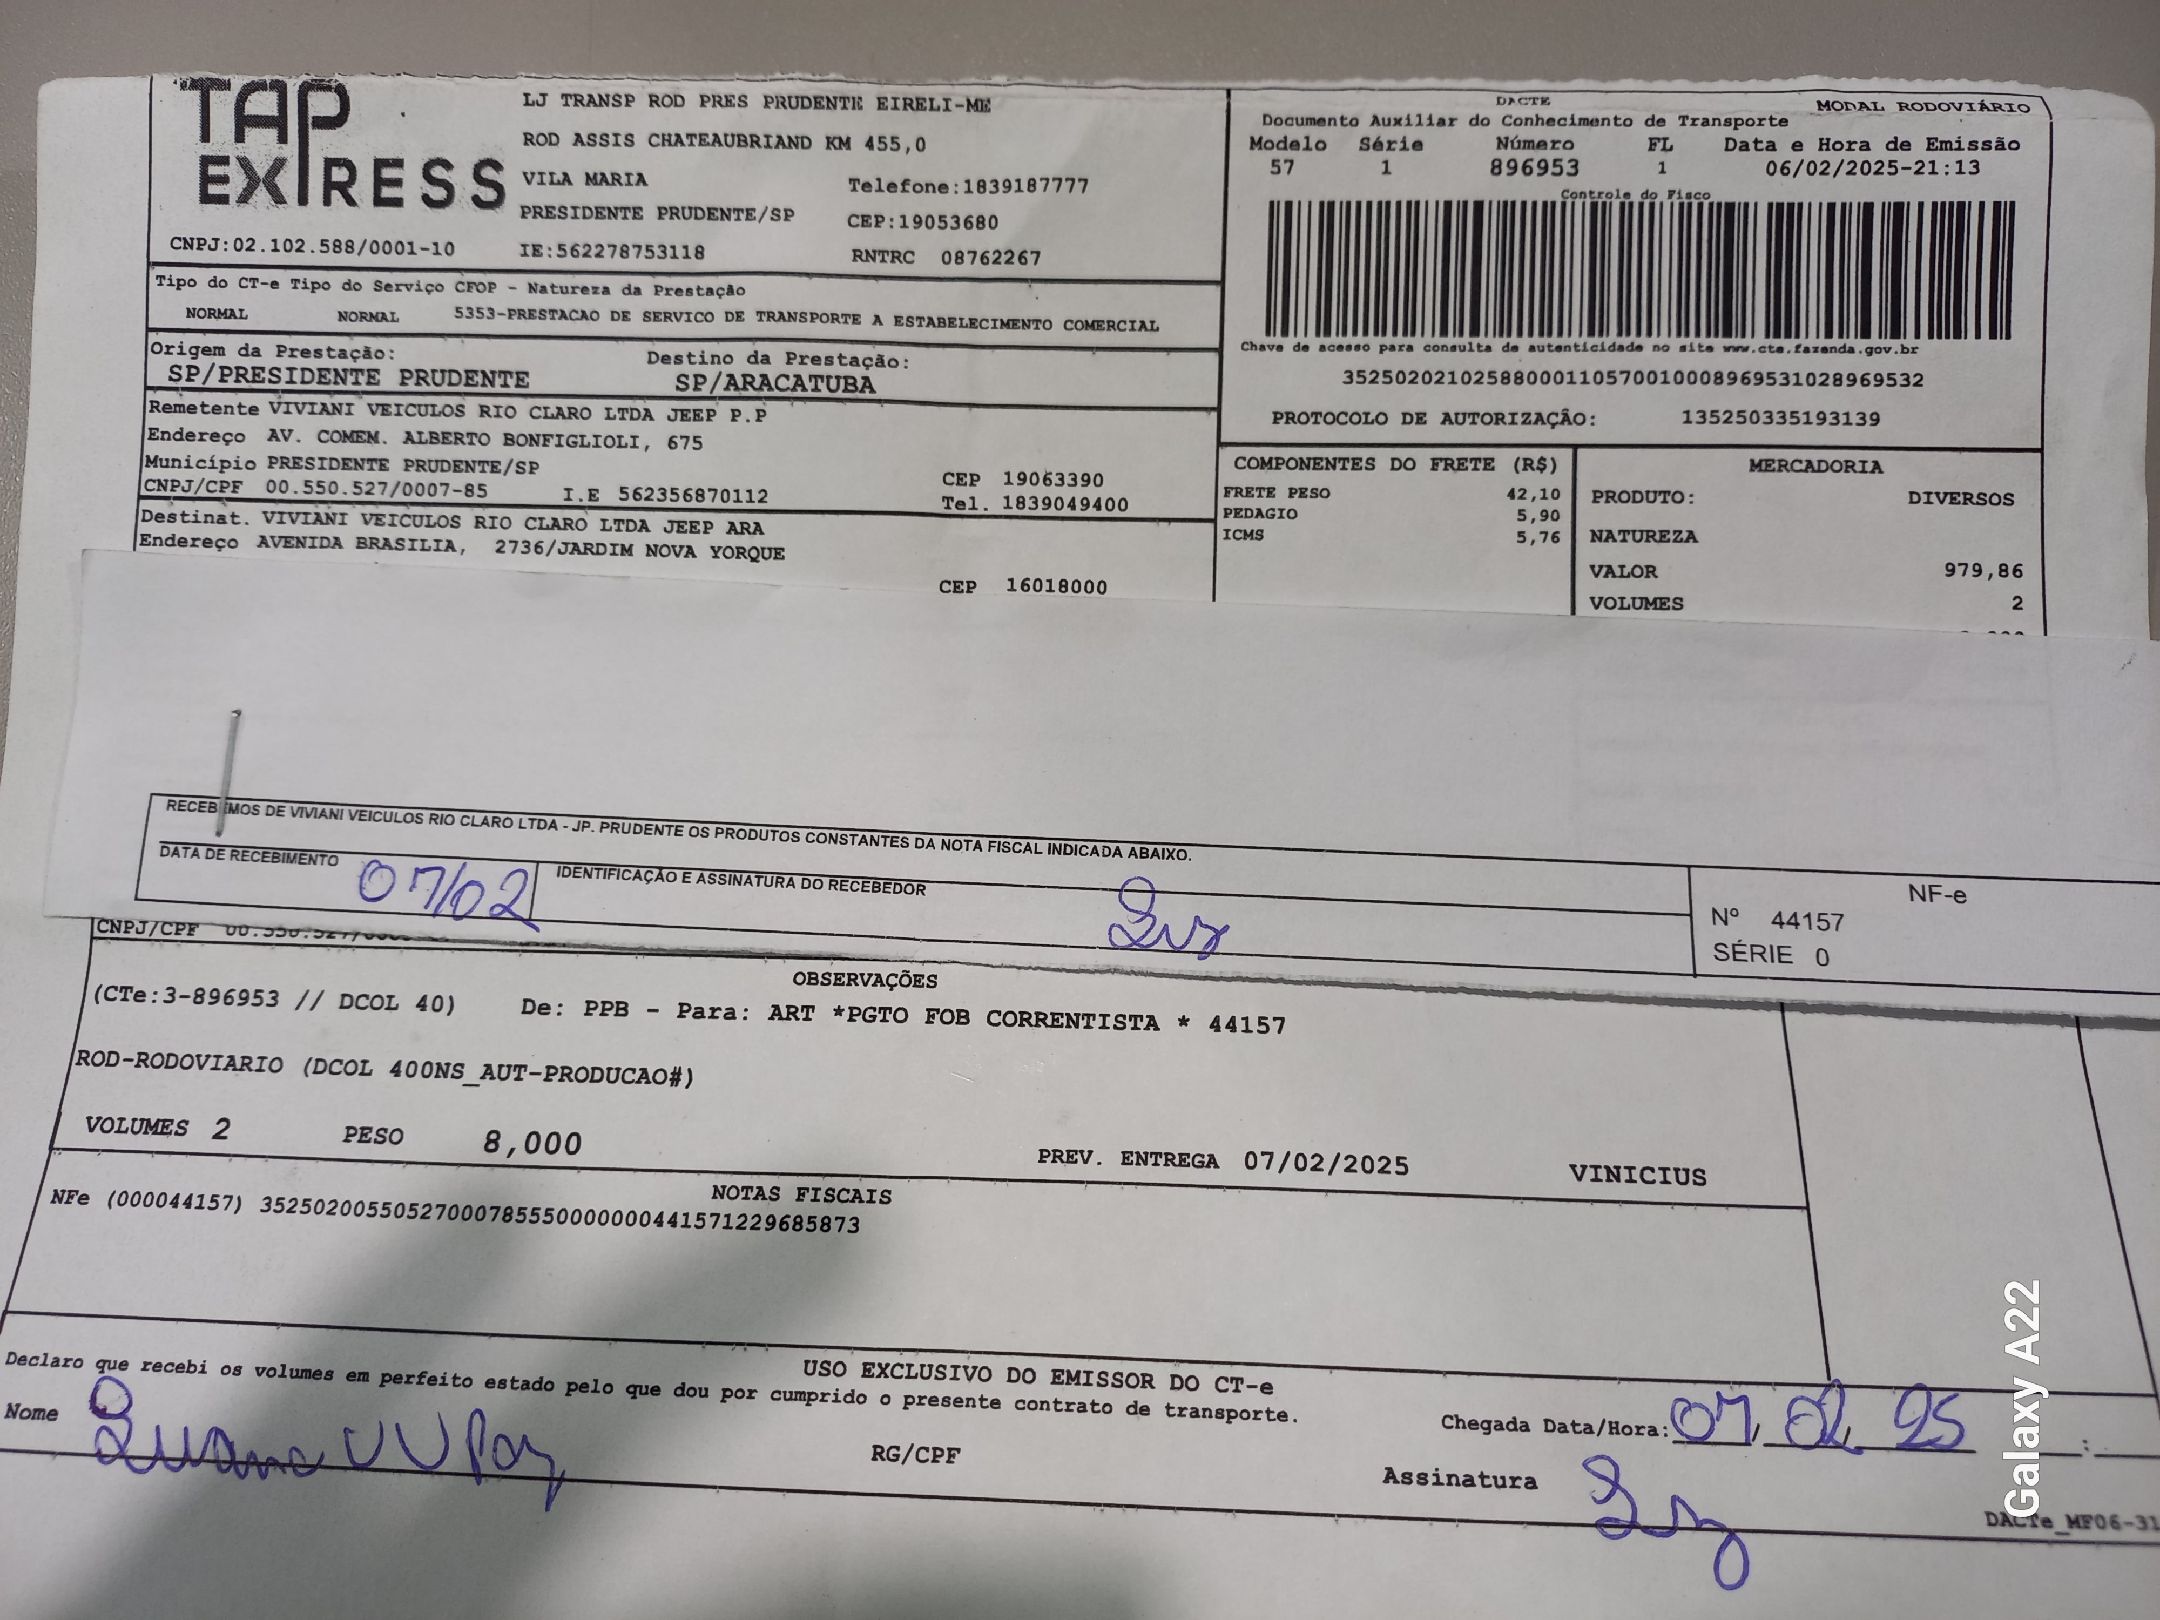 TAP EXPRESS
LJ TRANSP ROD PRES PRUDENTE EIRELI-ME
ROD ASSIS CHATEAUBRIAND KM 455,0
VILA MARIA Telefone:1839187777
PRESIDENTE PRUDENTE/SP CEP:19053680
CNPJ:02.102.588/0001-10 IE:562278753118 RNTRC 08762267
DACTE MODAL RODOVIÁRIO
Documento Auxiliar do Conhecimento de Transporte
Modelo Série Número FL Data e Hora de Emissão
57 1 896953 1 06/02/2025-21:13
Controle do Fisco
Chave de acesso para consulta de autenticidade no site www.cte.fazenda.gov.br
35250202102588000110570010008969531028969532
PROTOCOLO DE AUTORIZAÇÃO: 135250335193139
Tipo do CT-e Tipo do Serviço CFOP - Natureza da Prestação
NORMAL NORMAL 5353-PRESTACAO DE SERVICO DE TRANSPORTE A ESTABELECIMENTO COMERCIAL
Origem da Prestação: Destino da Prestação:
SP/PRESIDENTE PRUDENTE SP/ARACATUBA
Remetente VIVIANI VEICULOS RIO CLARO LTDA JEEP P.P
Endereço AV. COMEM. ALBERTO BONFIGLIOLI, 675
Município PRESIDENTE PRUDENTE/SP CEP 19063390
CNPJ/CPF 00.550.527/0007-85 I.E 562356870112 Tel. 1839049400
Destinat. VIVIANI VEICULOS RIO CLARO LTDA JEEP ARA
Endereço AVENIDA BRASILIA, 2736/JARDIM NOVA YORQUE
CEP 16018000
COMPONENTES DO FRETE (R$)
FRETE PESO 42,10
PEDAGIO 5,90
ICMS 5,76
MERCADORIA
PRODUTO: DIVERSOS
NATUREZA
VALOR 979,86
VOLUMES 2
RECEBEMOS DE VIVIANI VEICULOS RIO CLARO LTDA - JP. PRUDENTE OS PRODUTOS CONSTANTES DA NOTA FISCAL INDICADA ABAIXO.
DATA DE RECEBIMENTO 07/02 IDENTIFICAÇÃO E ASSINATURA DO RECEBEDOR
NF-e
Nº 44157
SÉRIE 0
CNPJ/CPF
OBSERVAÇÕES
(CTe:3-896953 // DCOL 40) De: PPB - Para: ART *PGTO FOB CORRENTISTA * 44157
ROD-RODOVIARIO (DCOL 400NS_AUT-PRODUCAO#)
VOLUMES 2 PESO 8,000 PREV. ENTREGA 07/02/2025 VINICIUS
NOTAS FISCAIS
NFe (000044157) 35250200550527000785550000000441571229685873
USO EXCLUSIVO DO EMISSOR DO CT-e
Declaro que recebi os volumes em perfeito estado pelo que dou por cumprido o presente contrato de transporte.
Nome RG/CPF Chegada Data/Hora: 07 02 25 :
Assinatura
DACTe_MF06-31
Galaxy A22